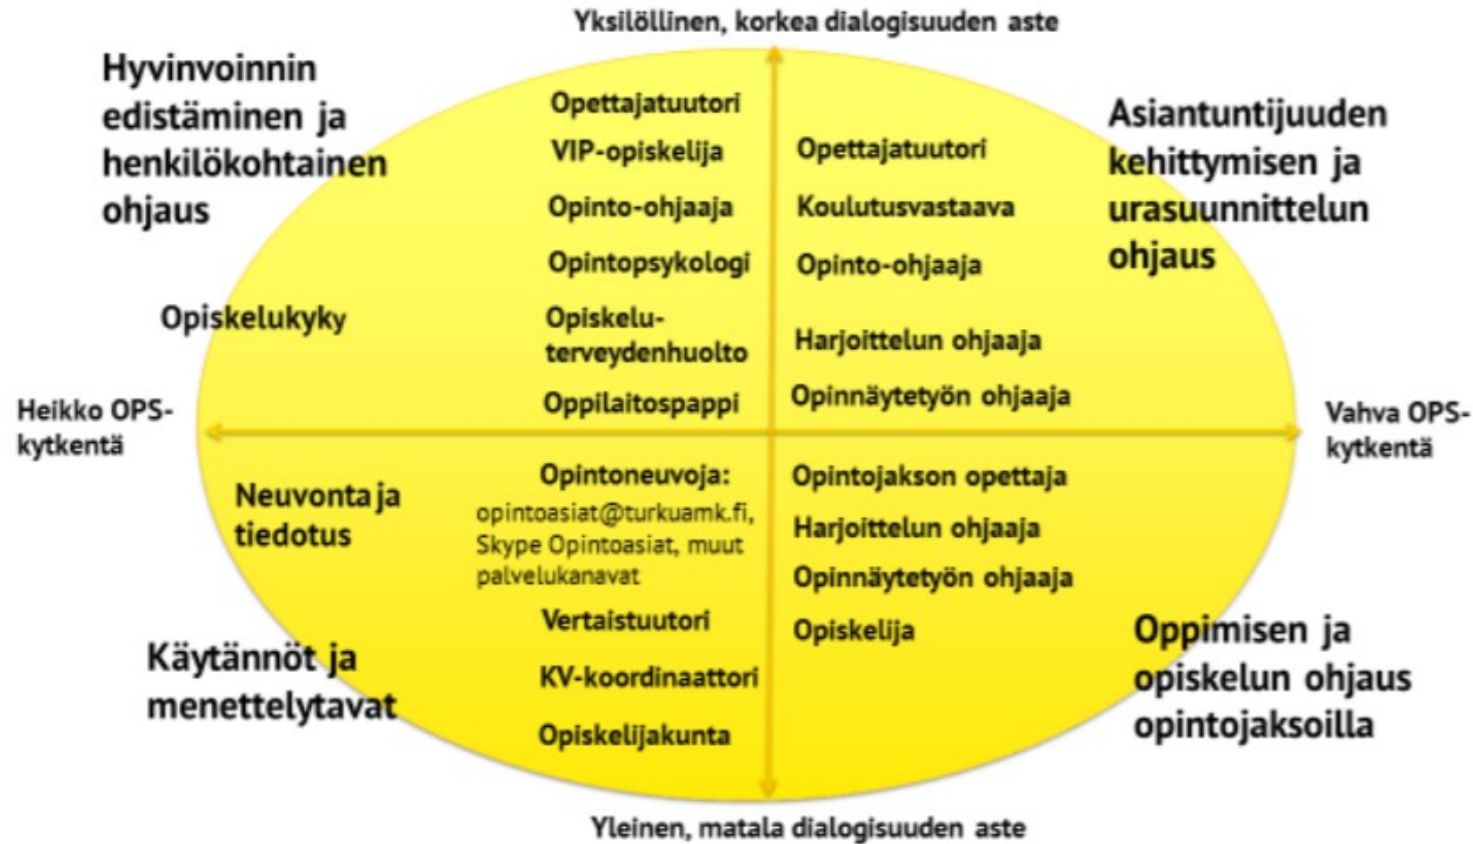 Yksilöllinen, korkea dialogisuuden aste
Hyvinvoinnin
edistäminen ja
henkilökohtainen
ohjaus
Opiskelukyky
Opettajatuutori
VIP-opiskelija
Opinto-ohjaaja
Opintopsykologi
Opiskelu-
terveydenhuolto
Oppilaitospappi
Opettajatuutori
Koulutusvastaava
Opinto-ohjaaja
Harjoittelun ohjaaja
Opinnäytetyön ohjaaja
Asiantuntijuuden
kehittymisen ja
urasuunnittelun
ohjaus
Heikko OPS-
kytkentä
Vahva OPS-
kytkentä
Neuvonta ja
tiedotus
Käytännöt ja
menettelytavat
Opintoneuvoja:
opintoasiat@turkuamk.fi,
Skype Opintoasiat, muut
palvelukanavat
Vertaistuutori
KV-koordinaattori
Opiskelijakunta
Opintojakson opettaja
Harjoittelun ohjaaja
Opinnäytetyön ohjaaja
Opiskelija
Oppimisen ja
opiskelun ohjaus
opintojaksoilla
Yleinen, matala dialogisuuden aste